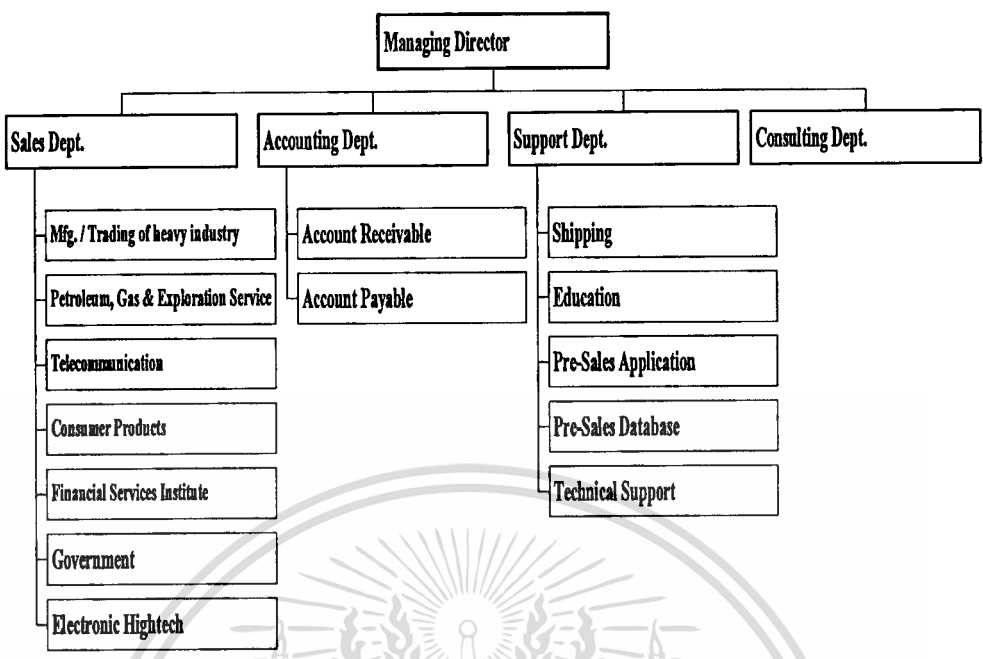 Managing Director
Sales Dept.
Accounting Dept.
Support Dept.
Consulting Dept.
Mfg. / Trading of heavy industry
Petroleum, Gas & Exploration Service
Telecommunication
Consumer Products
Financial Services Institute
Government
Electronic Hightech
Account Receivable
Account Payable
Shipping
Education
Pre-Sales Application
Pre-Sales Database
Technical Support